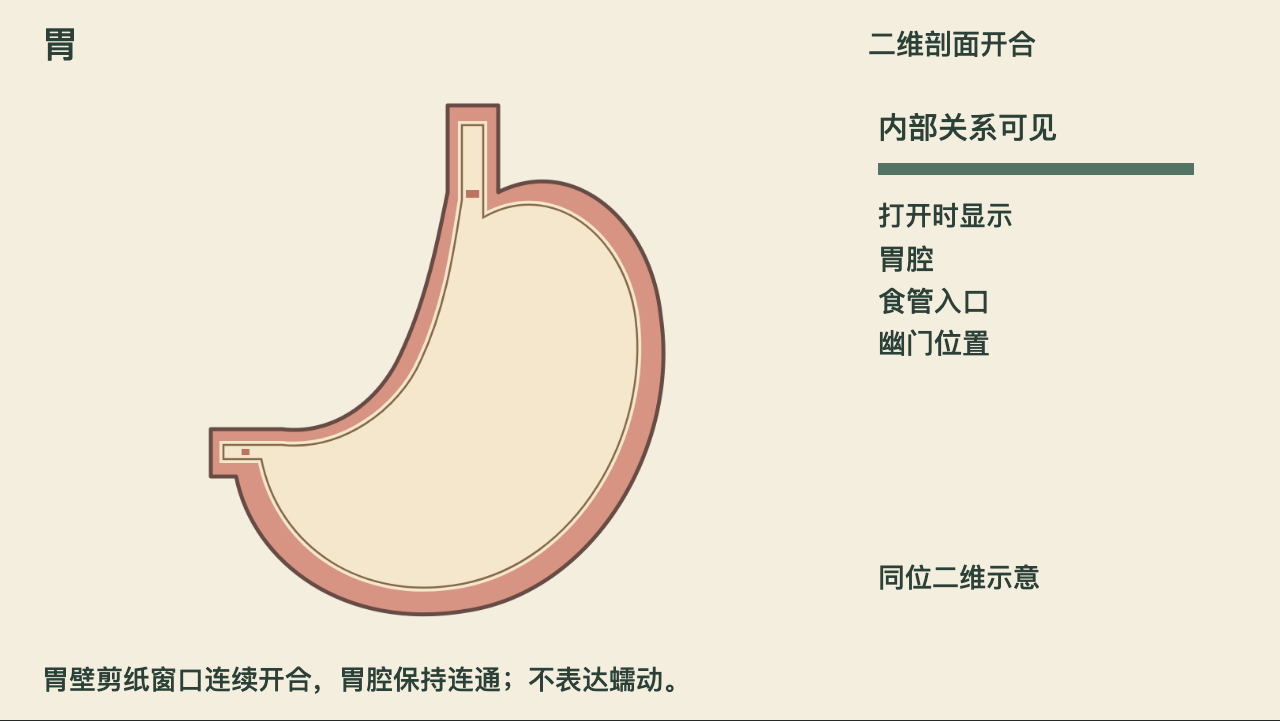 胃
二维剖面开合
内部关系可见
打开时显示
胃腔
食管入口
幽门位置
同位二维示意
胃壁剪纸窗口连续开合，胃腔保持连通；不表达蠕动。